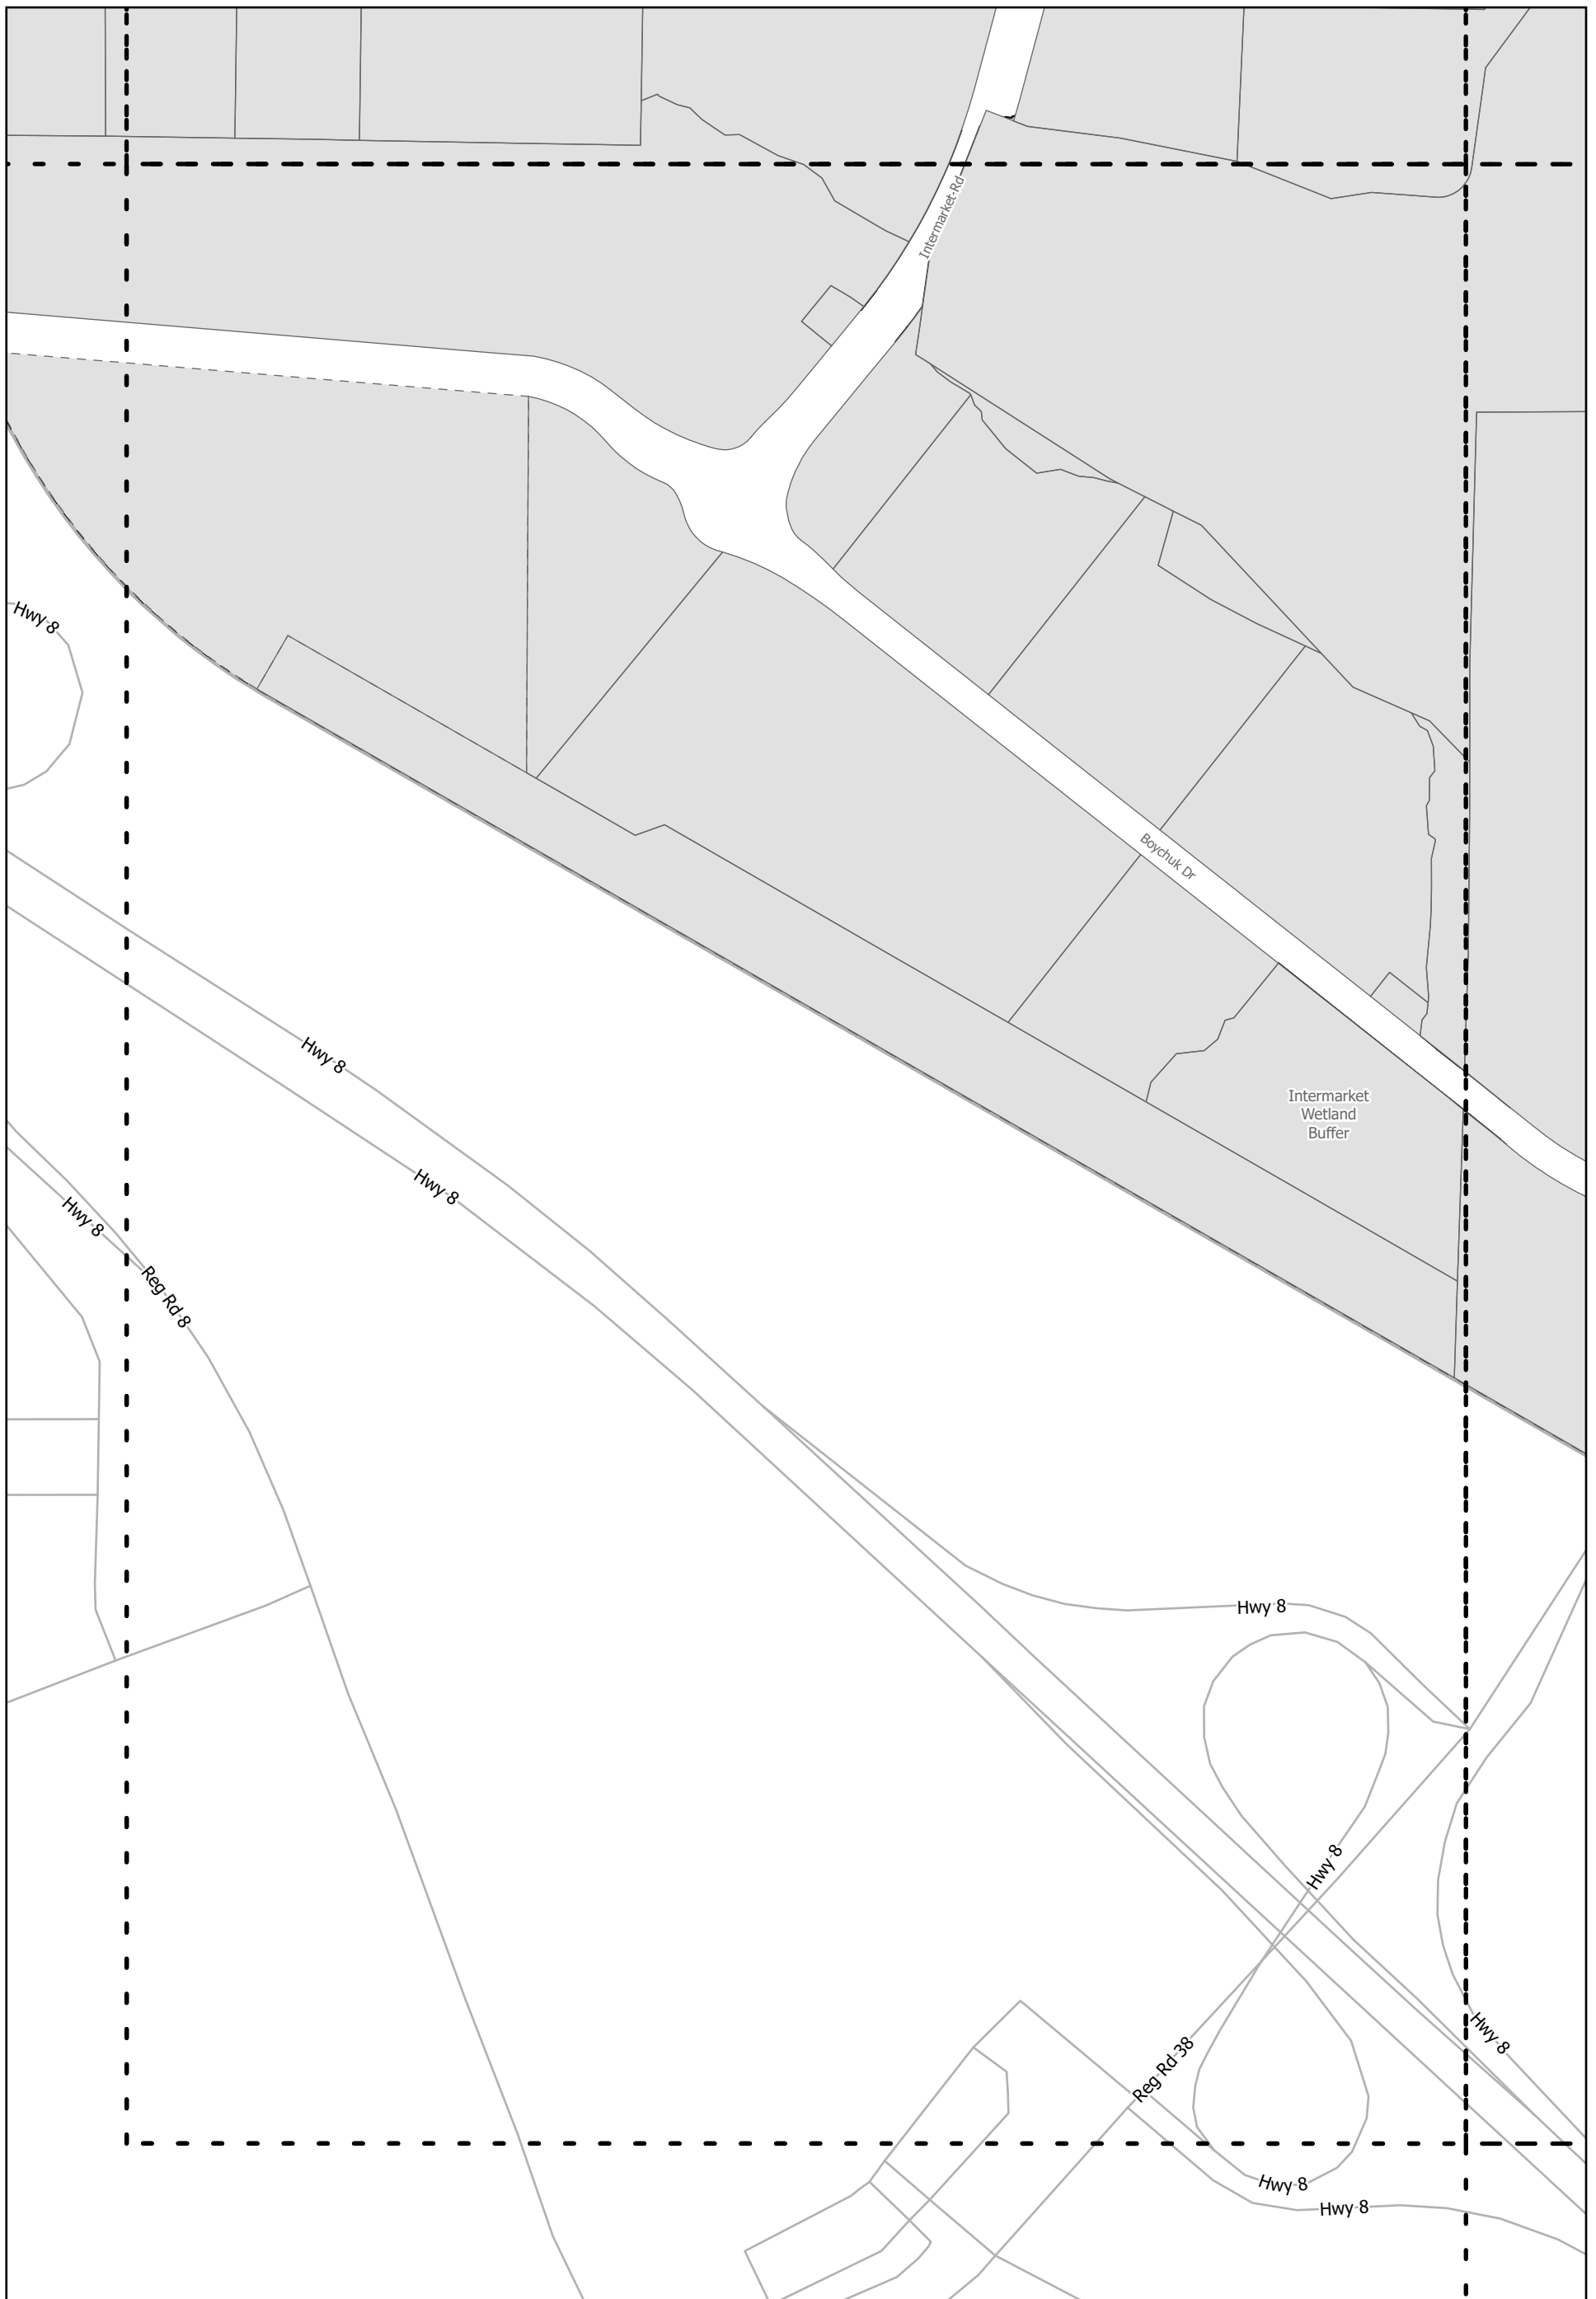 Intermarket Rd
Hwy 8
Boychuk Dr
Hwy 8
Intermarket
Wetland
Buffer
Hwy 8
Hwy 8
Reg Rd 8
Hwy 8
Hwy 8
Hwy 8
Reg Rd 38
Hwy 8
Hwy 8